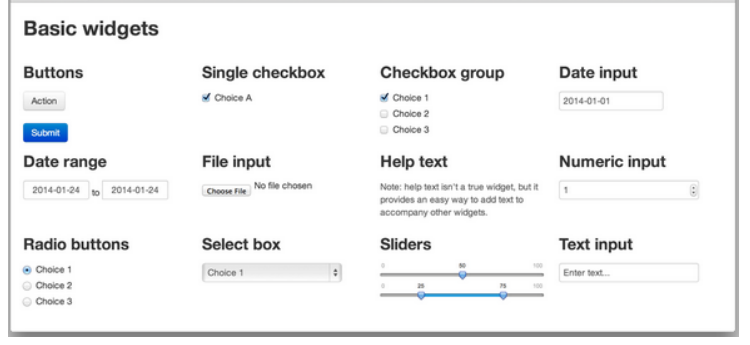 Basic widgets
Buttons
Action
Submit
Single checkbox
Choice A
Checkbox group
Choice 1
Choice 2
Choice 3
Date input
2014-01-01
Date range
2014-01-24 to 2014-01-24
File input
Choose File No file chosen
Help text
Note: help text isn't a true widget, but it
provides an easy way to add text to
accompany other widgets.
Numeric input
1
Radio buttons
Choice 1
Choice 2
Choice 3
Select box
Choice 1
Sliders
0 50 100
0 25 75 100
Text input
Enter text...